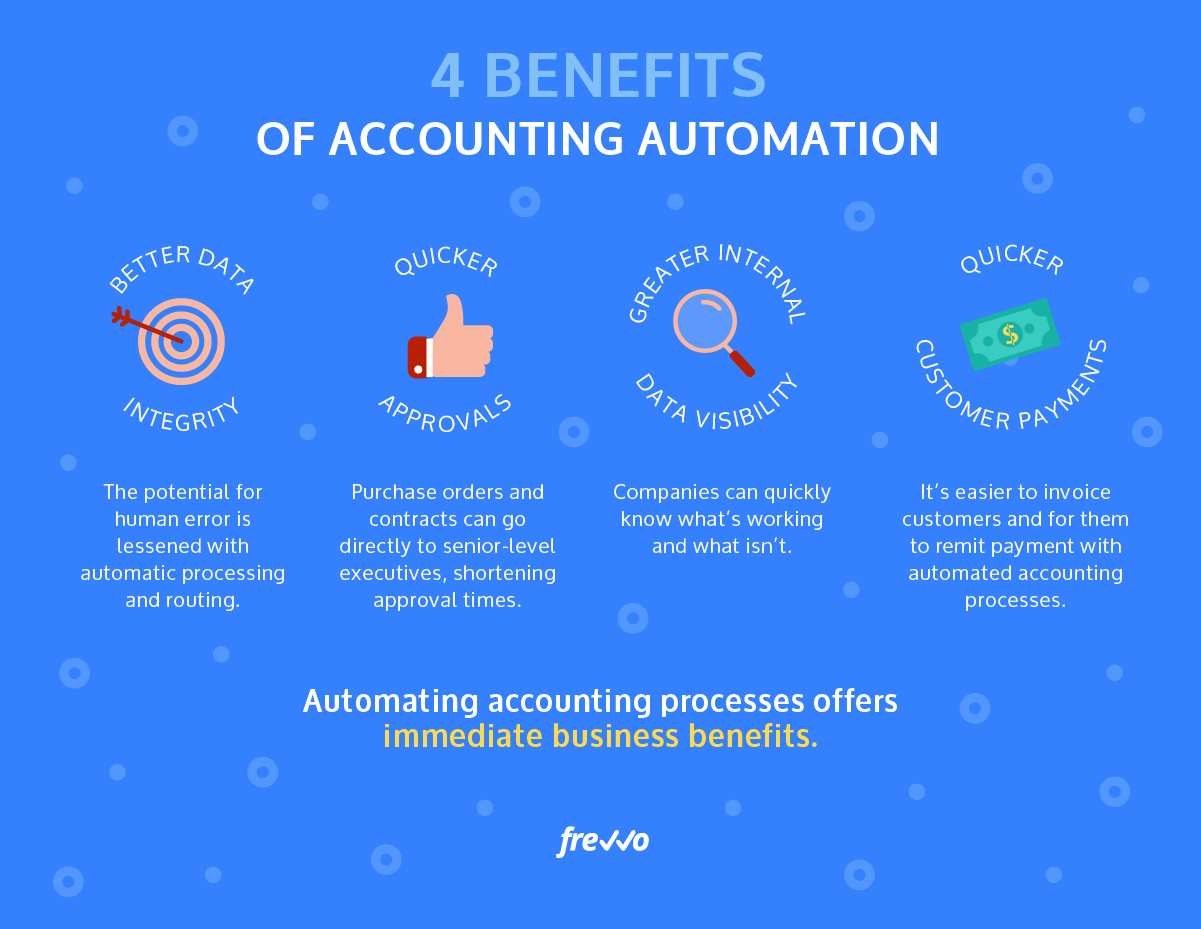 4 BENEFITS
OF ACCOUNTING AUTOMATION
BETTER DATA
INTEGRITY
The potential for
human error is
lessened with
automatic processing
and routing.
QUICKER
APPROVALS
Purchase orders and
contracts can go
directly to senior-level
executives, shortening
approval times.
GREATER INTERNAL
DATA VISIBILITY
Companies can quickly
know what’s working
and what isn’t.
QUICKER
$
CUSTOMER PAYMENTS
It’s easier to invoice
customers and for them
to remit payment with
automated accounting
processes.
Automating accounting processes offers
immediate business benefits.
frevvo